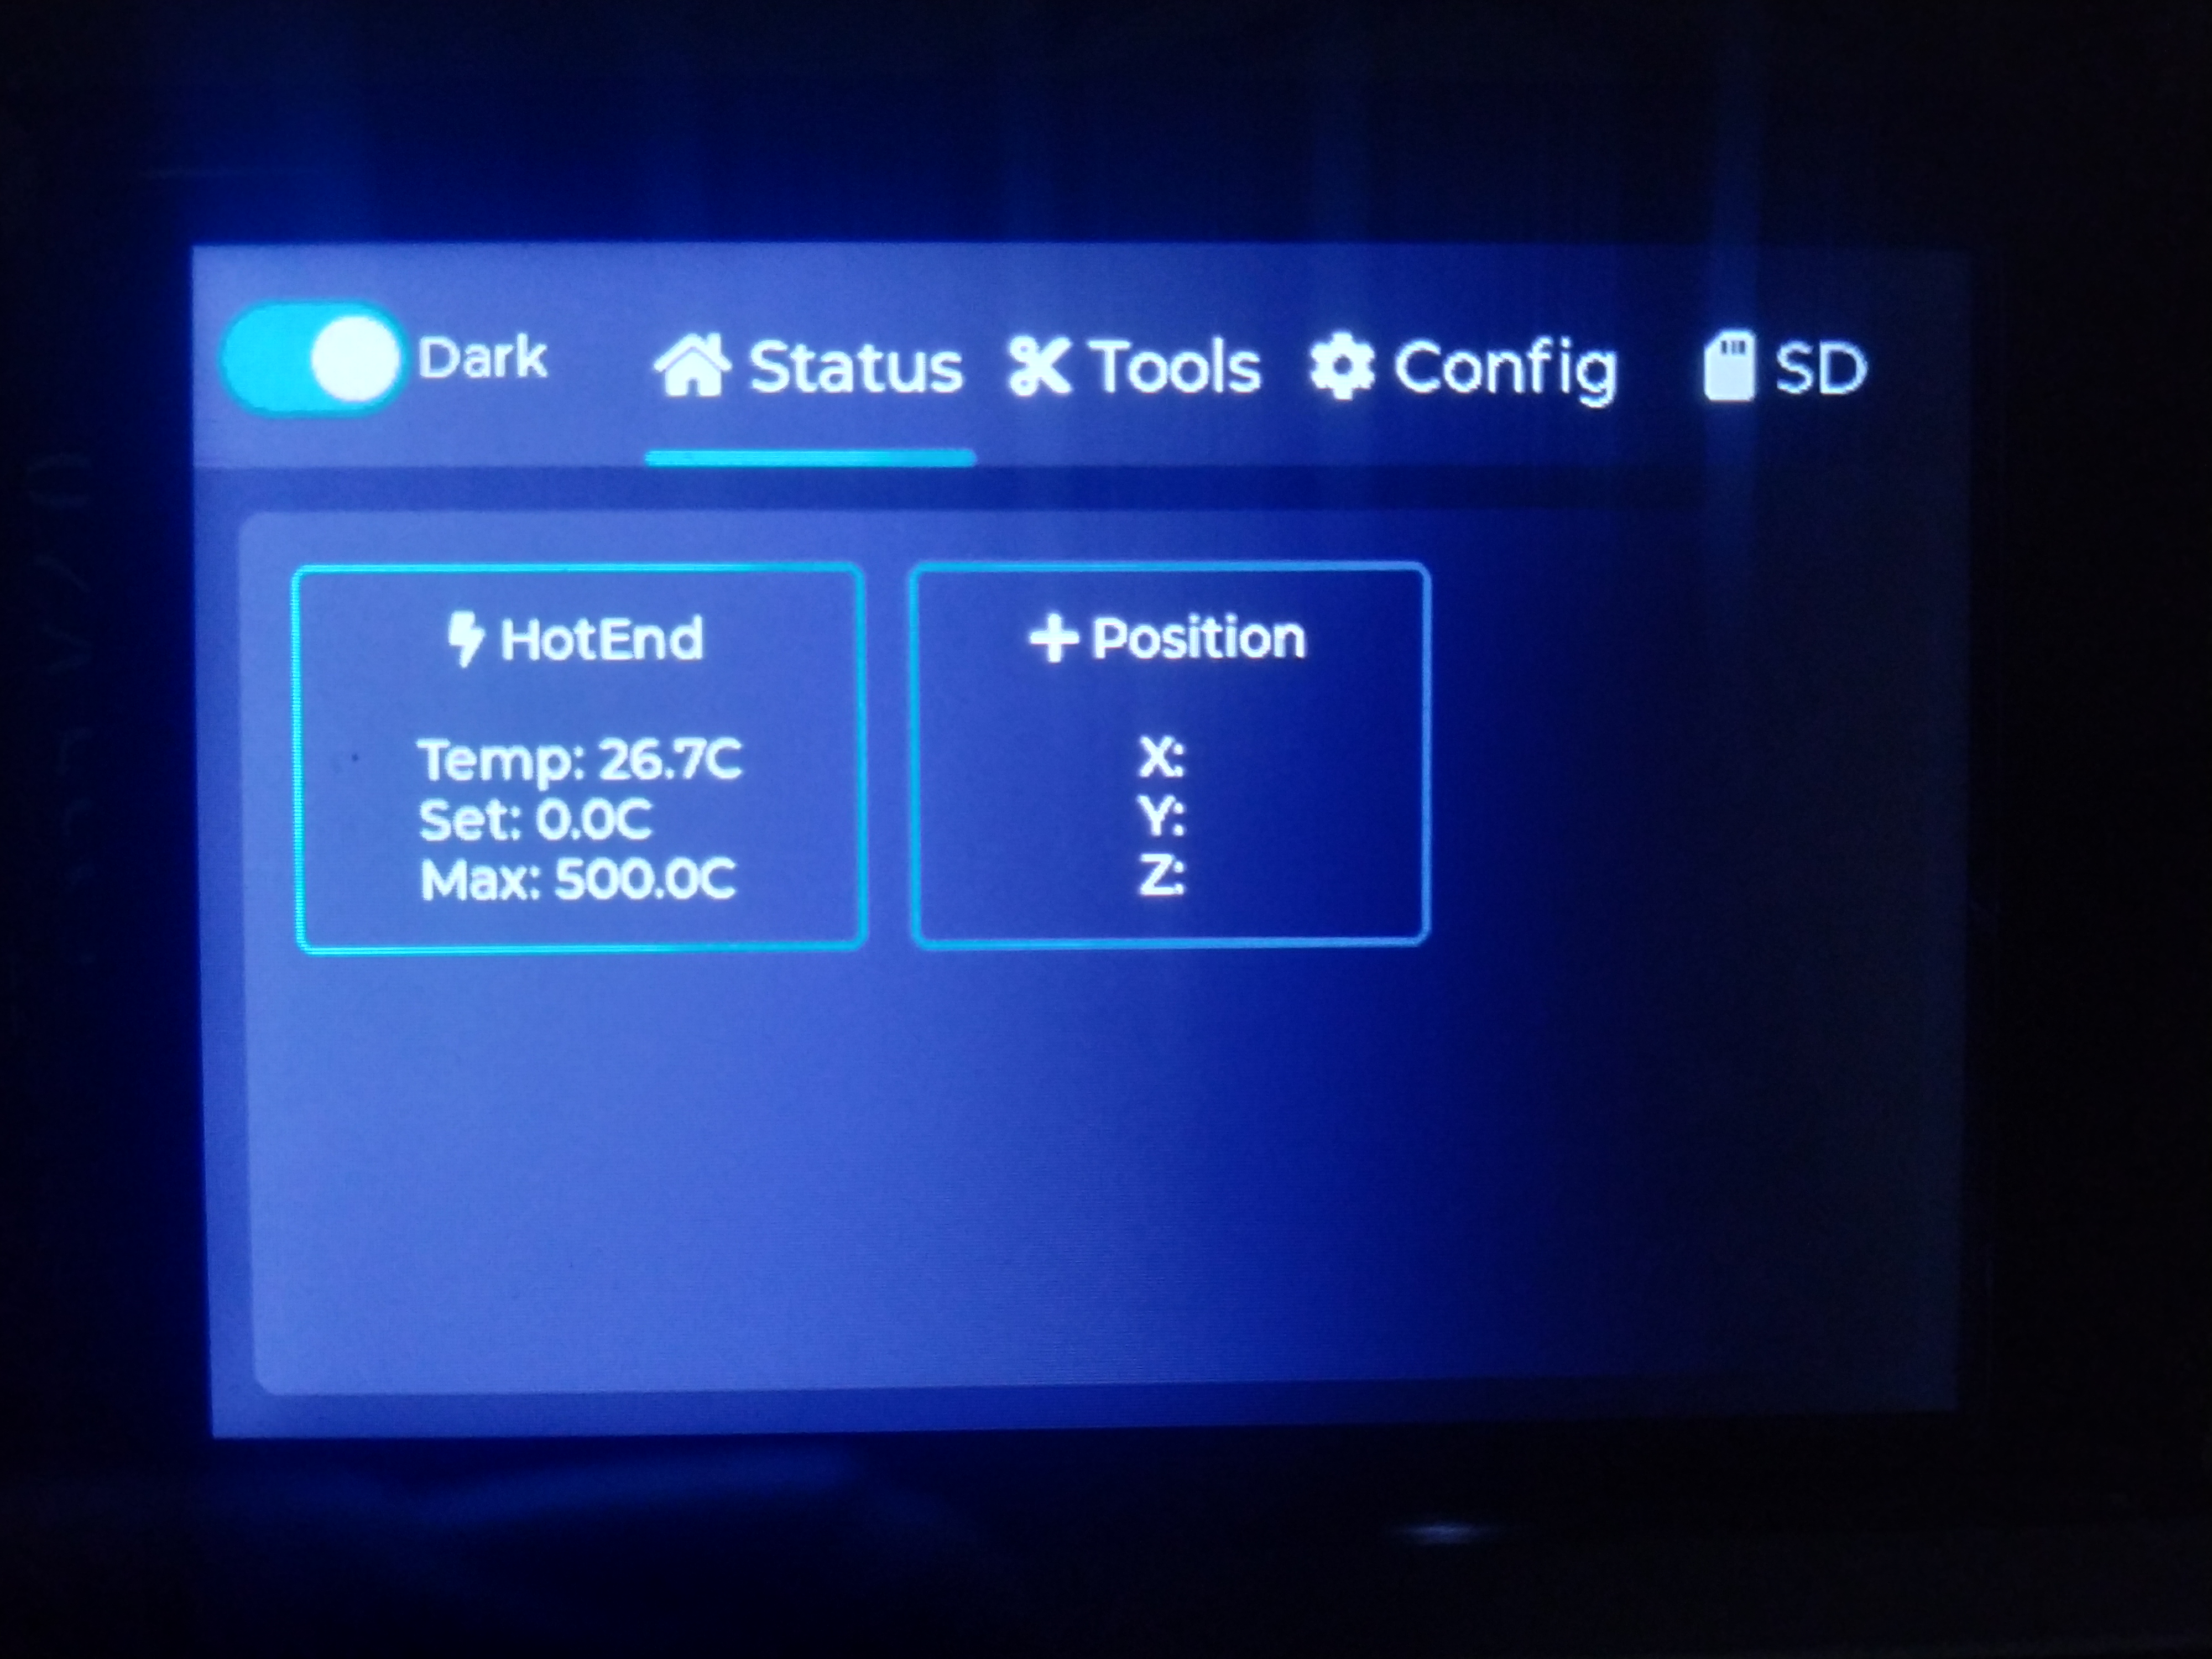 Dark Status Tools Config SD
HotEnd
Temp: 26.7C
Set: 0.0C
Max: 500.0C
Position
X:
Y:
Z: